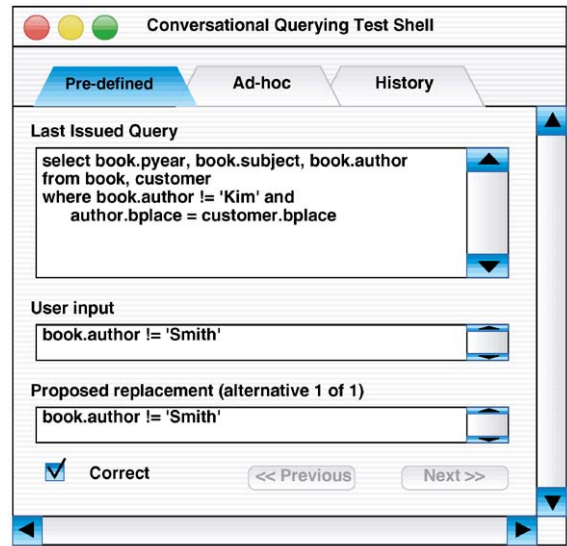 Conversational Querying Test Shell
Pre-defined Ad-hoc History
Last Issued Query
select book.pyear, book.subject, book.author
from book, customer
where book.author != 'Kim' and
author.bplace = customer.bplace
User input
book.author != 'Smith'
Proposed replacement (alternative 1 of 1)
book.author != 'Smith'
Correct << Previous Next >>